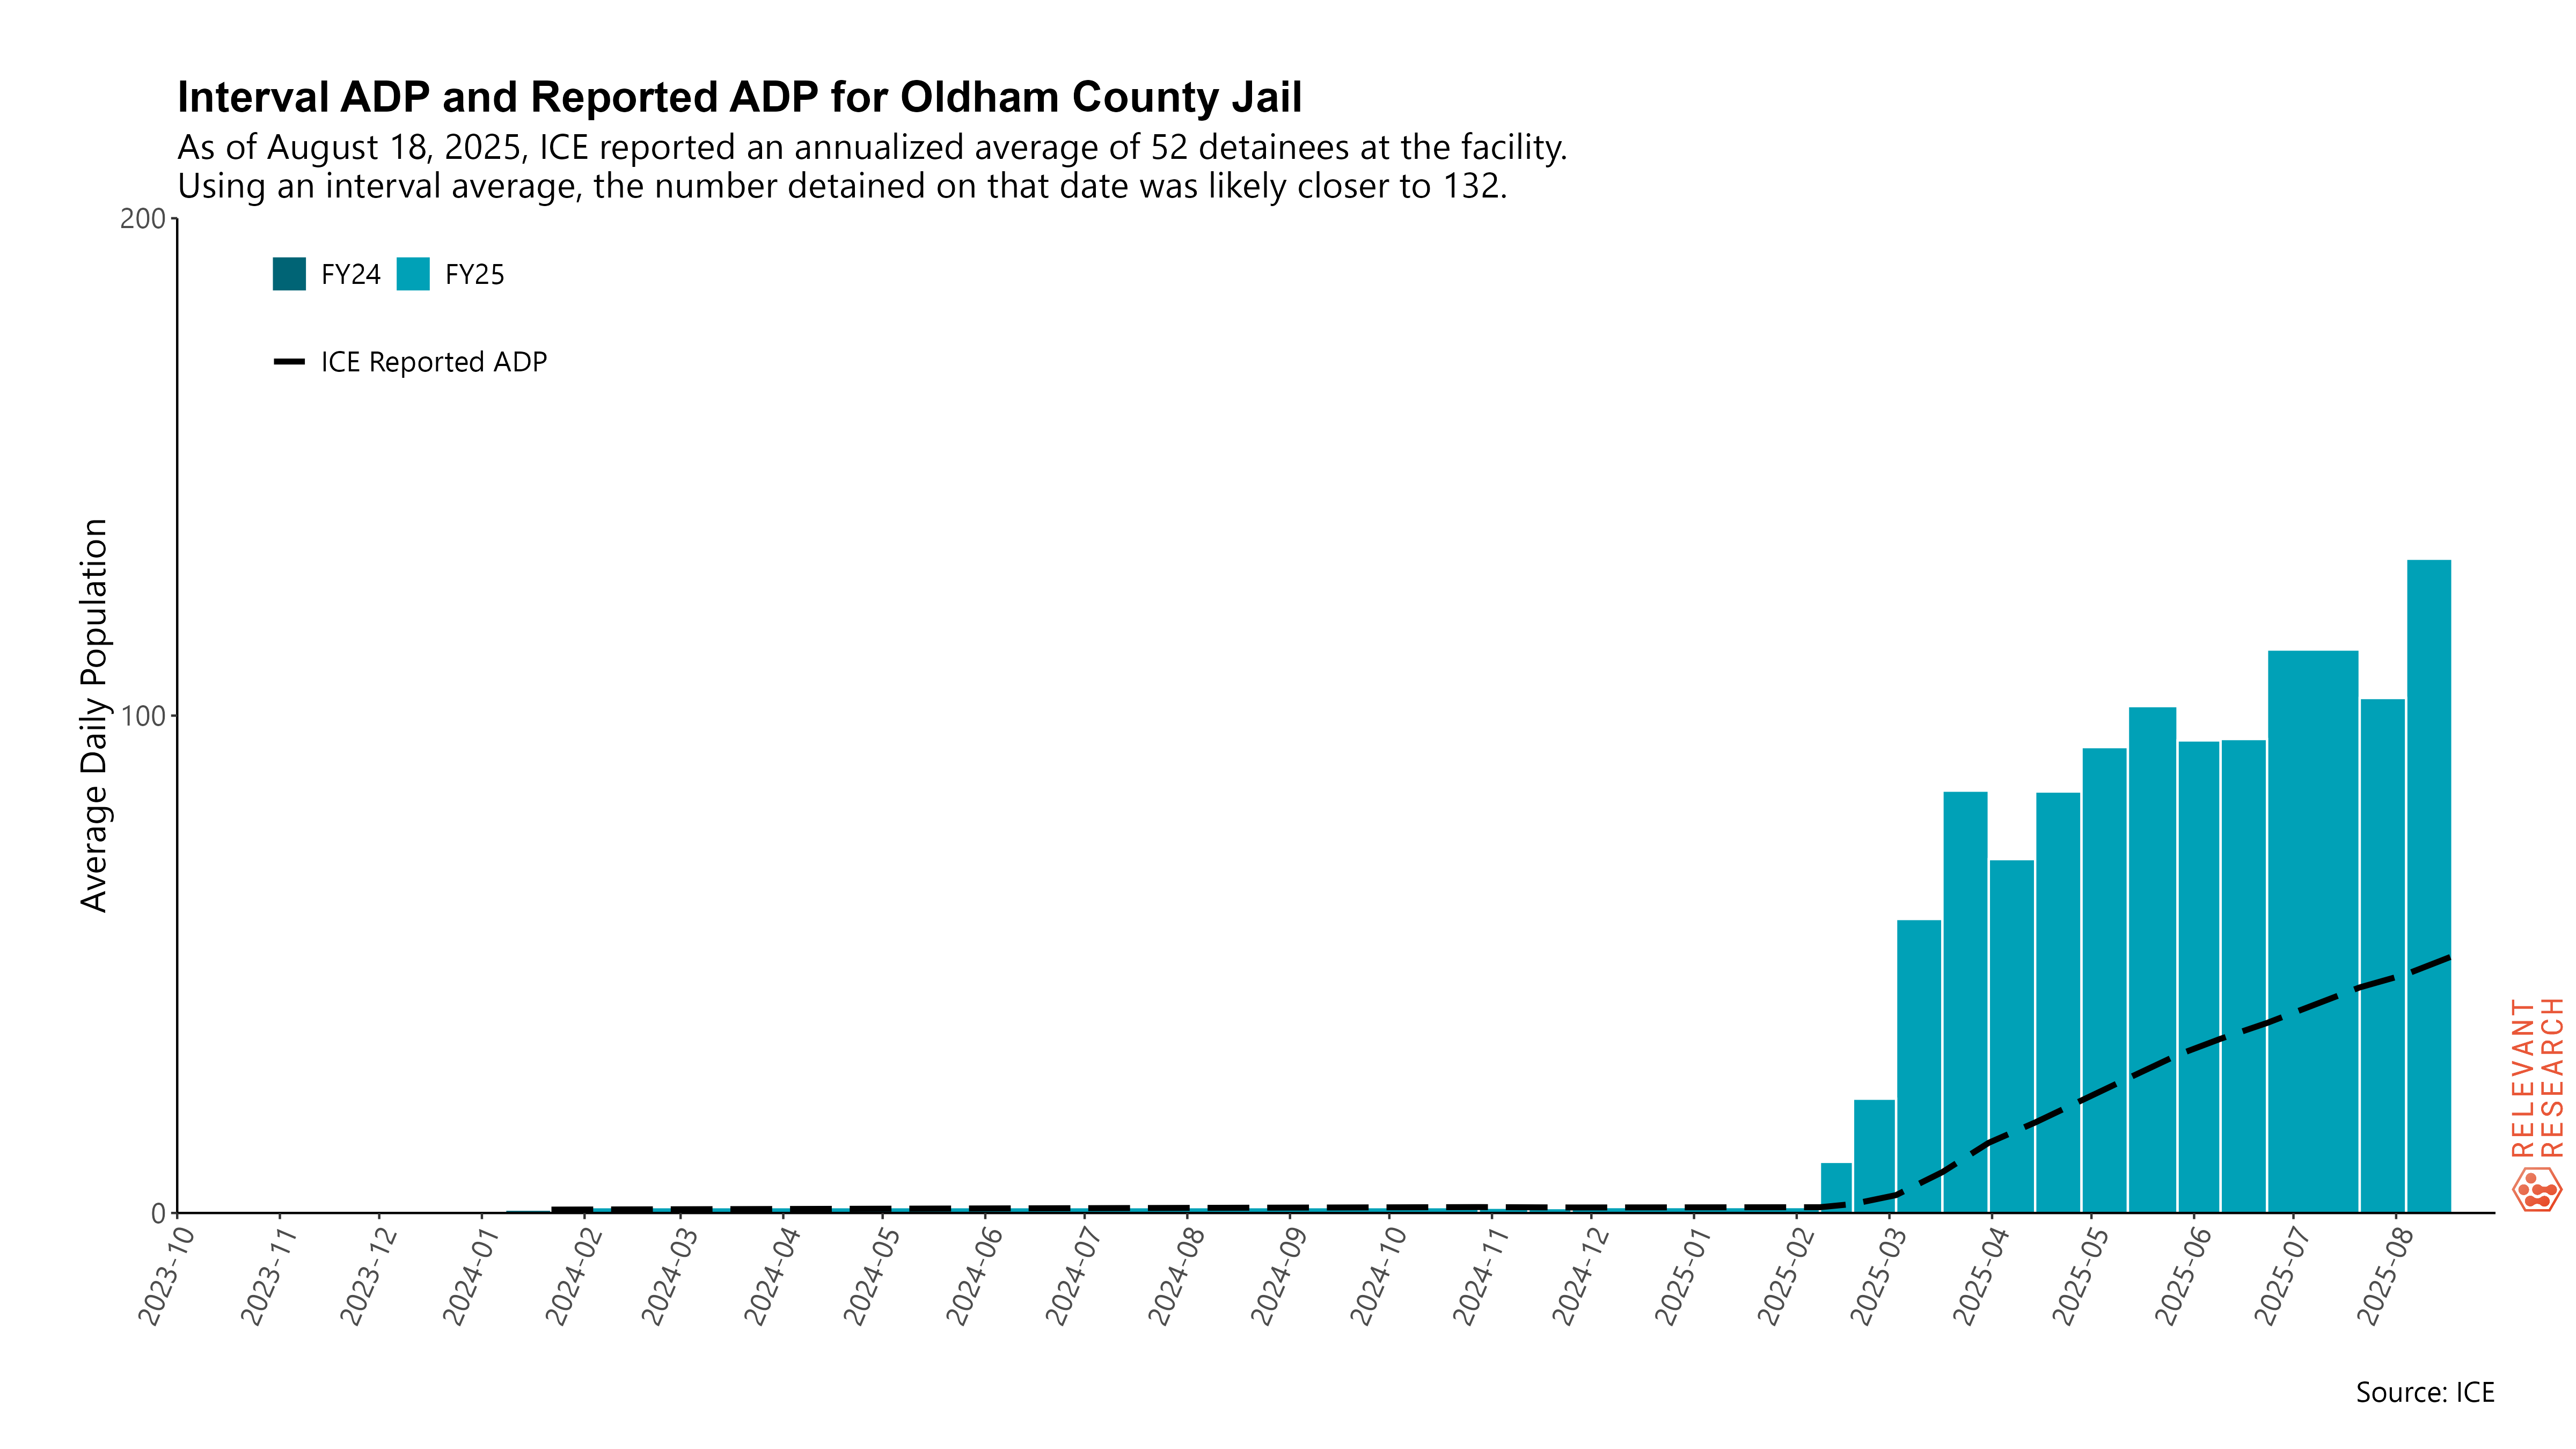 Interval ADP and Reported ADP for Oldham County Jail
As of August 18, 2025, ICE reported an annualized average of 52 detainees at the facility.
Using an interval average, the number detained on that date was likely closer to 132.
200
FY24 FY25
ICE Reported ADP
Average Daily Population
100
0
2023-10 2023-11 2023-12 2024-01 2024-02 2024-03 2024-04 2024-05 2024-06 2024-07 2024-08 2024-09 2024-10 2024-11 2024-12 2025-01 2025-02 2025-03 2025-04 2025-05 2025-06 2025-07 2025-08
RELEVANT
RESEARCH
Source: ICE